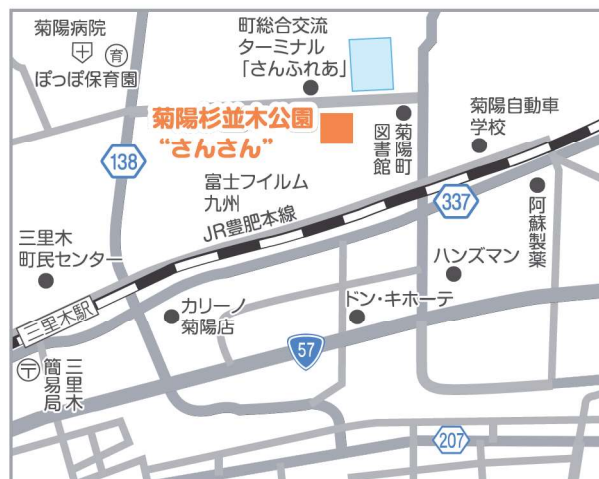 菊陽病院
育
ぽっぽ保育園
町総合交流
ターミナル
「さんふれあ」
菊陽杉並木公園
“さんさん”
菊陽町
図書館
菊陽自動車
学校
138
富士フイルム
九州
JR豊肥本線
337
阿蘇製薬
三里木
町民センター
ハンズマン
三里木駅
カリーノ
菊陽店
ドン・キホーテ
57
〒
三里木
簡易局
207